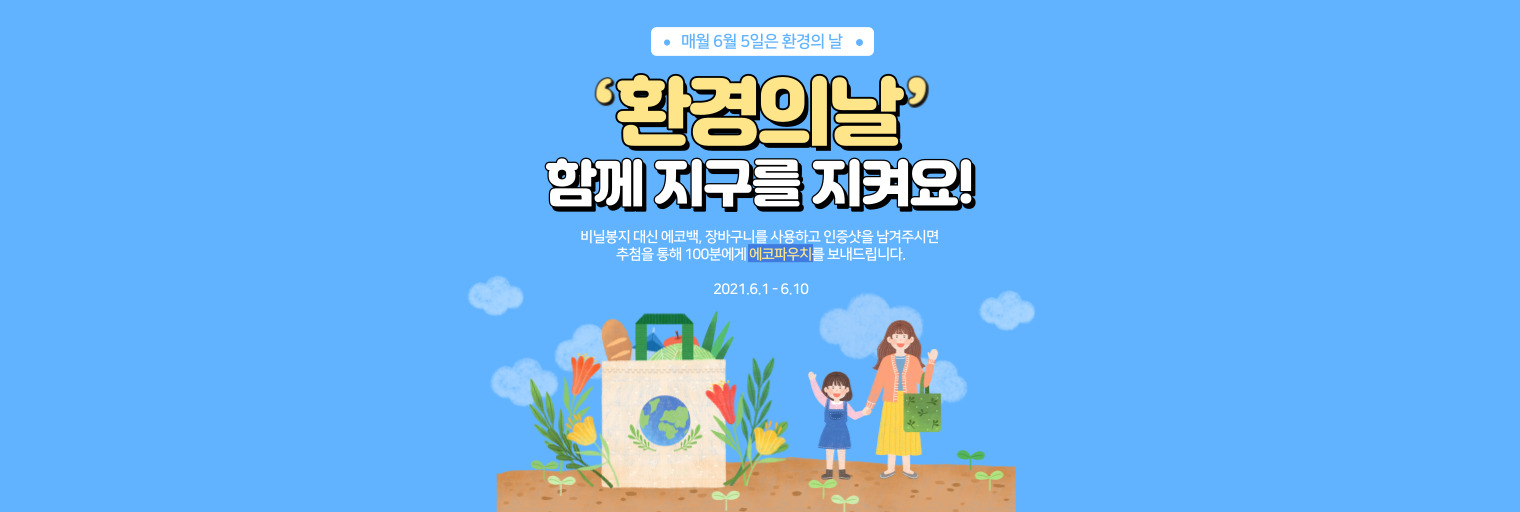 매월 6월 5일은 환경의 날
‘환경의날’
함께 지구를 지켜요!
비닐봉지 대신 에코백, 장바구니를 사용하고 인증샷을 남겨주시면
추첨을 통해 100분에게 에코파우치를 보내드립니다.
2021.6.1 - 6.10